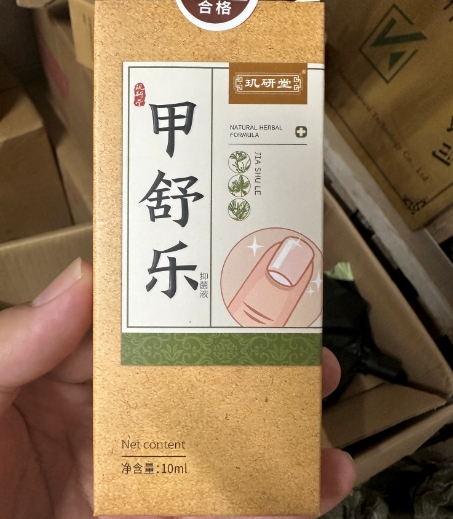 合格
玑研堂
NATURAL HERBAL
FORMULA
JIA SHU LE
甲舒乐
抑菌液
Net content
净含量:10ml